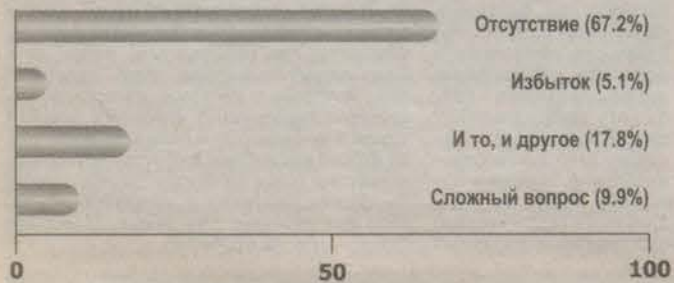 Отсутствие (67.2%)
Избыток (5.1%)
И то, и другое (17.8%)
Сложный вопрос (9.9%)
0 50 100